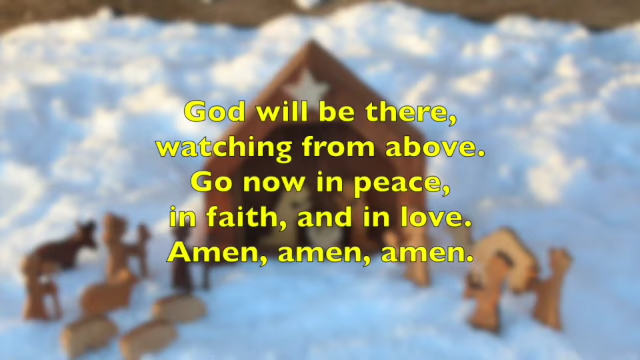 God will be there,
watching from above.
Go now in peace,
in faith, and in love.
Amen, amen, amen.